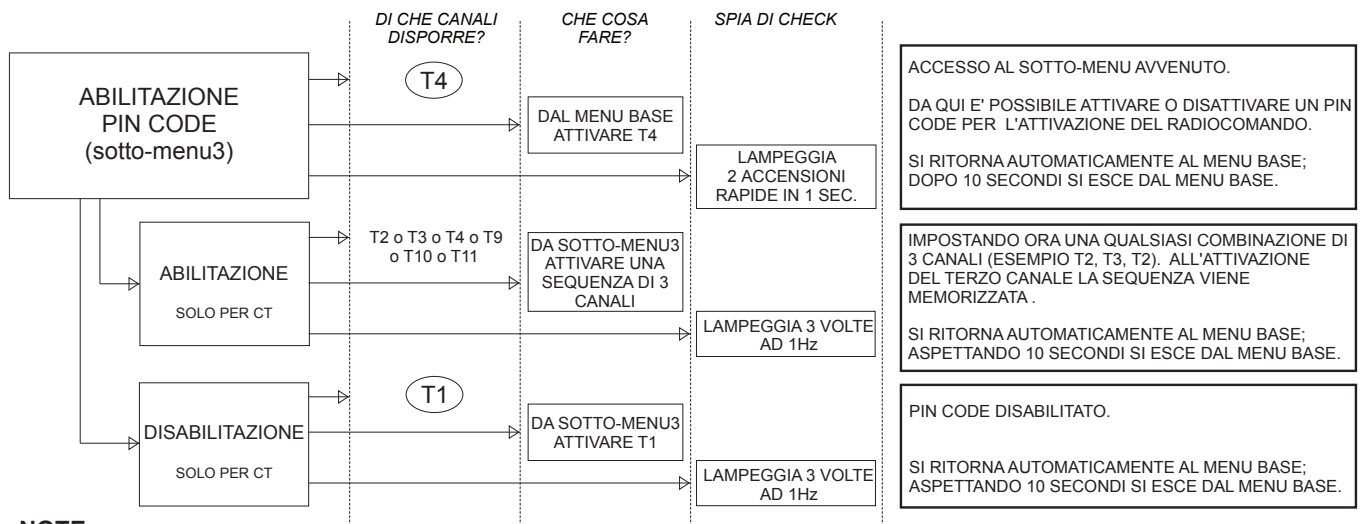 DI CHE CANALI
DISPORRE?
CHE COSA
FARE?
SPIA DI CHECK
ABILITAZIONE
PIN CODE
(sotto-menu3)
T4
DAL MENU BASE
ATTIVARE T4
LAMPEGGIA
2 ACCENSIONI
RAPIDE IN 1 SEC.
ACCESSO AL SOTTO-MENU AVVENUTO.
DA QUI E' POSSIBILE ATTIVARE O DISATTIVARE UN PIN
CODE PER L'ATTIVAZIONE DEL RADIOCOMANDO.
SI RITORNA AUTOMATICAMENTE AL MENU BASE;
DOPO 10 SECONDI SI ESCE DAL MENU BASE.
ABILITAZIONE
SOLO PER CT
T2 o T3 o T4 o T9
o T10 o T11
DA SOTTO-MENU3
ATTIVARE UNA
SEQUENZA DI 3
CANALI
LAMPEGGIA 3 VOLTE
AD 1Hz
IMPOSTANDO ORA UNA QUALSIASI COMBINAZIONE DI
3 CANALI (ESEMPIO T2, T3, T2). ALL'ATTIVAZIONE
DEL TERZO CANALE LA SEQUENZA VIENE
MEMORIZZATA .
SI RITORNA AUTOMATICAMENTE AL MENU BASE;
ASPETTANDO 10 SECONDI SI ESCE DAL MENU BASE.
DISABILITAZIONE
SOLO PER CT
T1
DA SOTTO-MENU3
ATTIVARE T1
LAMPEGGIA 3 VOLTE
AD 1Hz
PIN CODE DISABILITATO.
SI RITORNA AUTOMATICAMENTE AL MENU BASE;
ASPETTANDO 10 SECONDI SI ESCE DAL MENU BASE.